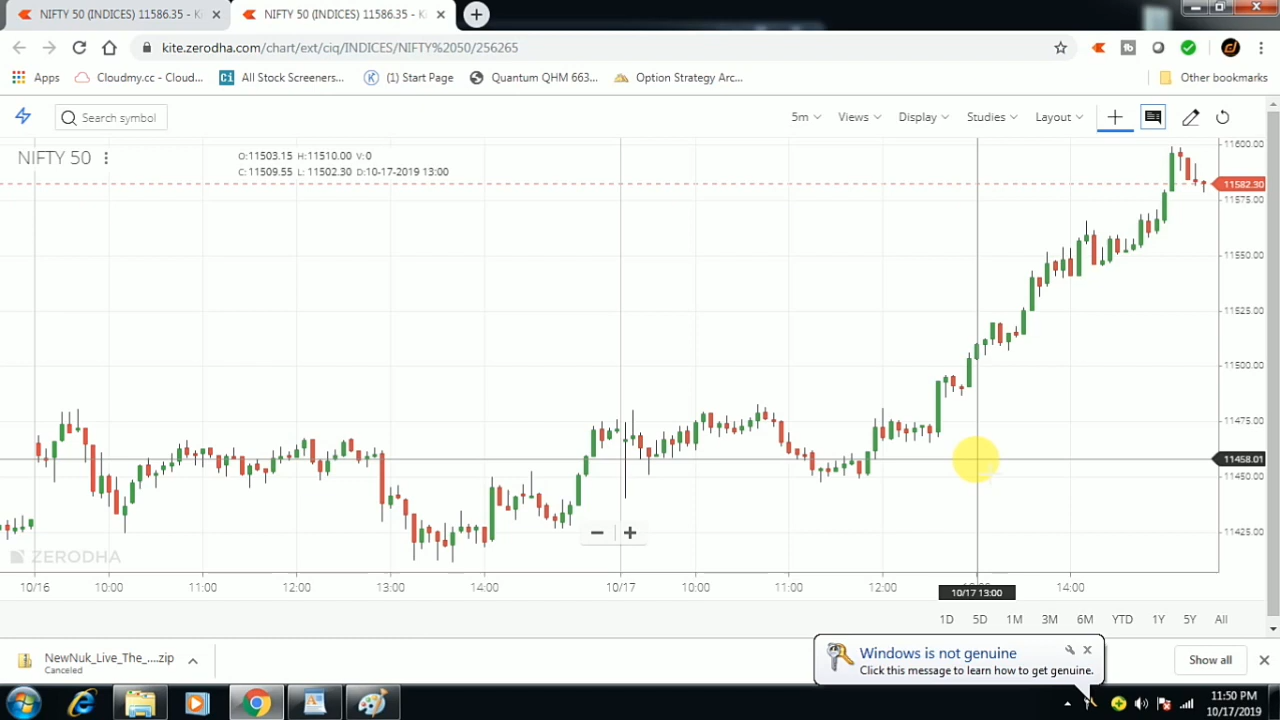 NIFTY 50 (INDICES) 11586.35 - K
NIFTY 50 (INDICES) 11586.35 - K
kite.zerodha.com/chart/ext/ciq/INDICES/NIFTY%2050/256265
Apps
Cloudmy.cc - Cloud...
Ci
All Stock Screeners...
K
(1) Start Page
Quantum QHM 663...
Option Strategy Arc...
Other bookmarks
Search symbol
5m
Views
Display
Studies
Layout
NIFTY 50
O:11503.15 H:11510.00 V:0
C:11509.55 L: 11502.30 D:10-17-2019 13:00
11600.00
11582.30
11575.00
11550.00
11525.00
11500.00
11475.00
11458.01
11450.00
11425.00
ZERODHA
10/16
10:00
11:00
12:00
13:00
14:00
10/17
10:00
11:00
12:00
10/17 13:00
14:00
1D
5D
1M
3M
6M
YTD
1Y
5Y
All
NewNuk_Live_The_....zip
Canceled
Windows is not genuine
Click this message to learn how to get genuine.
Show all
11:50 PM
10/17/2019